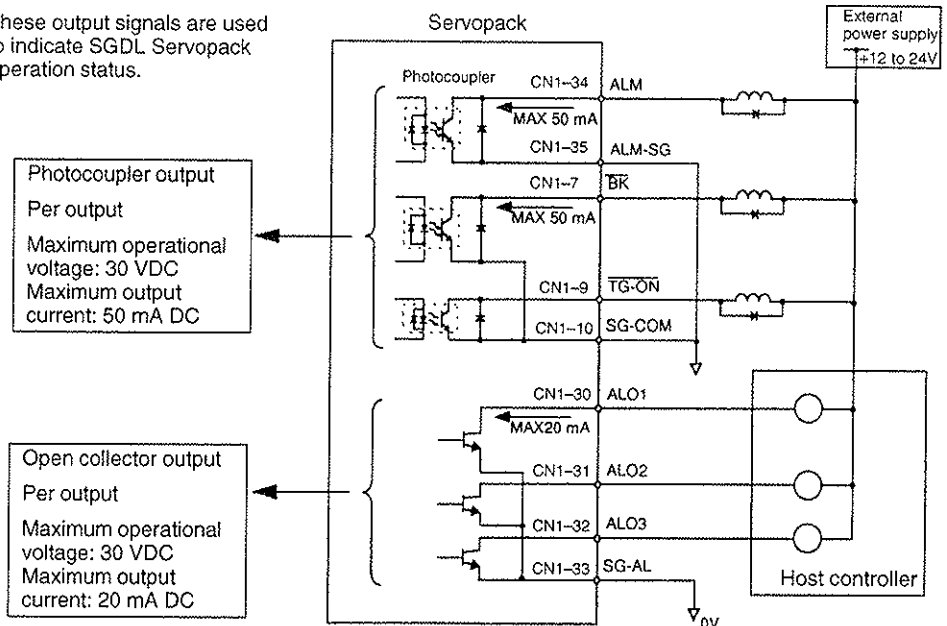 hese output signals are used
o indicate SGDL Servopack
peration status.
Servopack
External
power supply
+12 to 24V
Photocoupler
CN1–34 ALM
MAX 50 mA
CN1–35 ALM-SG
CN1–7 BK
MAX 50 mA
CN1–9 TG-ON
CN1–10 SG-COM
0V
Photocoupler output
Per output
Maximum operational
voltage: 30 VDC
Maximum output
current: 50 mA DC
CN1–30 ALO1
MAX20 mA
CN1–31 ALO2
CN1–32 ALO3
CN1–33 SG-AL
0V
Host controller
Open collector output
Per output
Maximum operational
voltage: 30 VDC
Maximum output
current: 20 mA DC